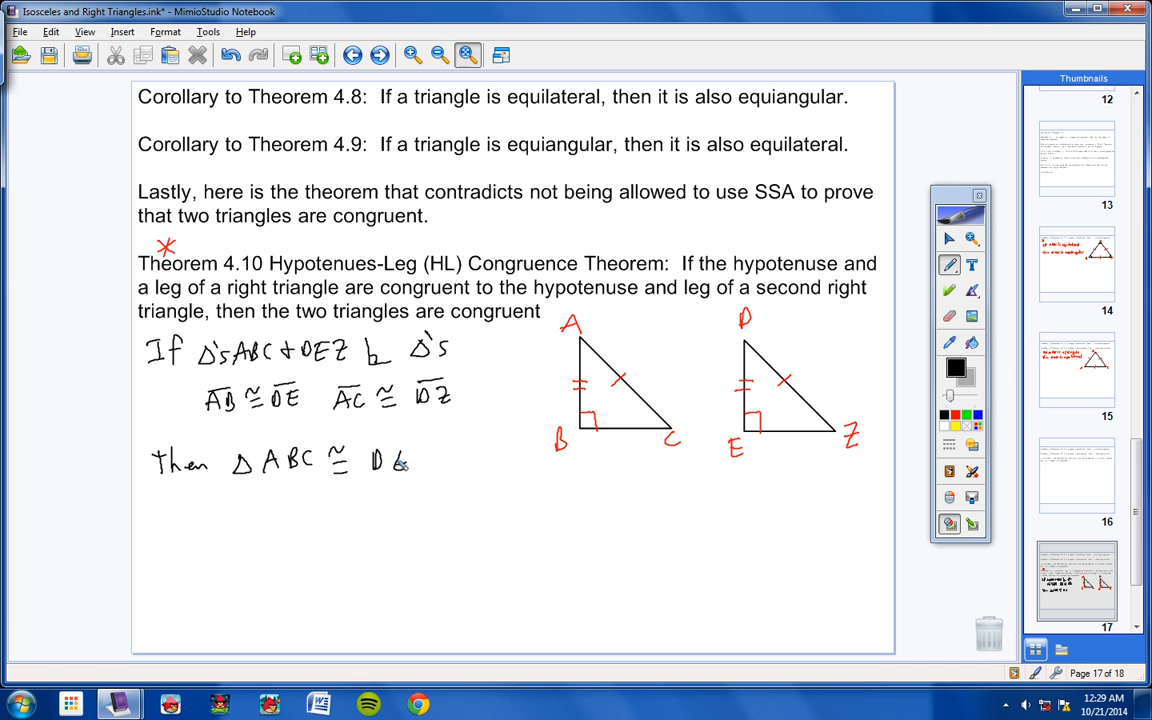 Isosceles and Right Triangles.ink* - MimioStudio Notebook
File Edit View Insert Format Tools Help
Thumbnails
Corollary to Theorem 4.8: If a triangle is equilateral, then it is also equiangular.
Corollary to Theorem 4.9: If a triangle is equiangular, then it is also equilateral.
Lastly, here is the theorem that contradicts not being allowed to use SSA to prove
that two triangles are congruent.
*
Theorem 4.10 Hypotenues-Leg (HL) Congruence Theorem: If the hypotenuse and
a leg of a right triangle are congruent to the hypotenuse and leg of a second right
triangle, then the two triangles are congruent
If Δ's ABC + DEZ ⊾ Δ's
A̅B̅ ≅ D̅E̅ A̅C̅ ≅ D̅Z̅
then Δ ABC ≅ D
A
B
C
D
E
Z
12
13
14
15
16
17
T
Page 17 of 18
12:29 AM
10/21/2014